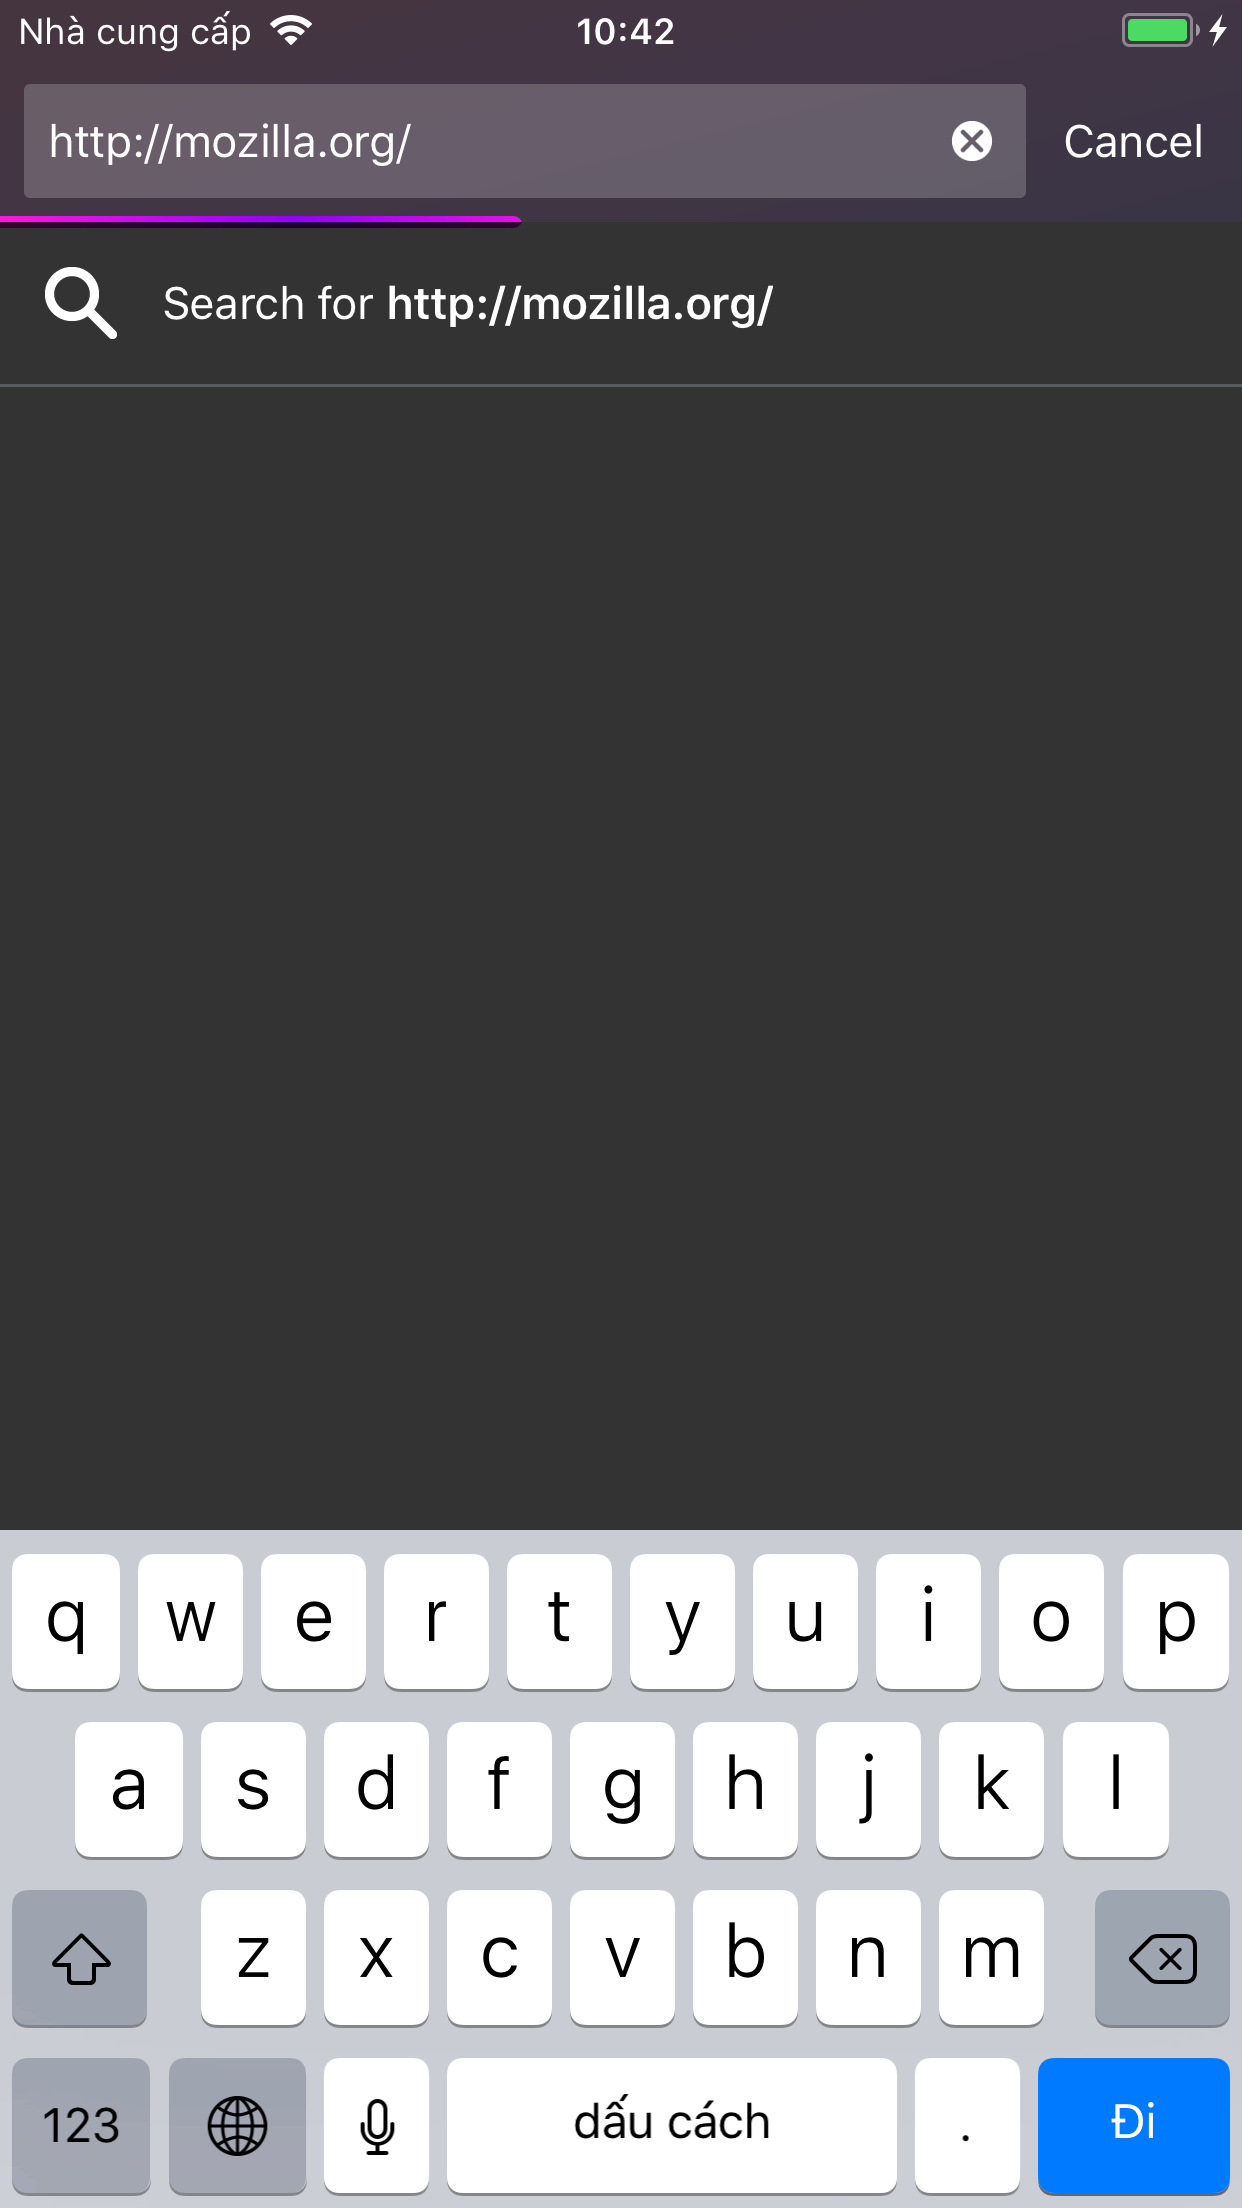 Nhà cung cấp 10:42
http://mozilla.org/ Cancel
Search for http://mozilla.org/
q w e r t y u i o p
a s d f g h j k l
z x c v b n m
123 dấu cách . Đi